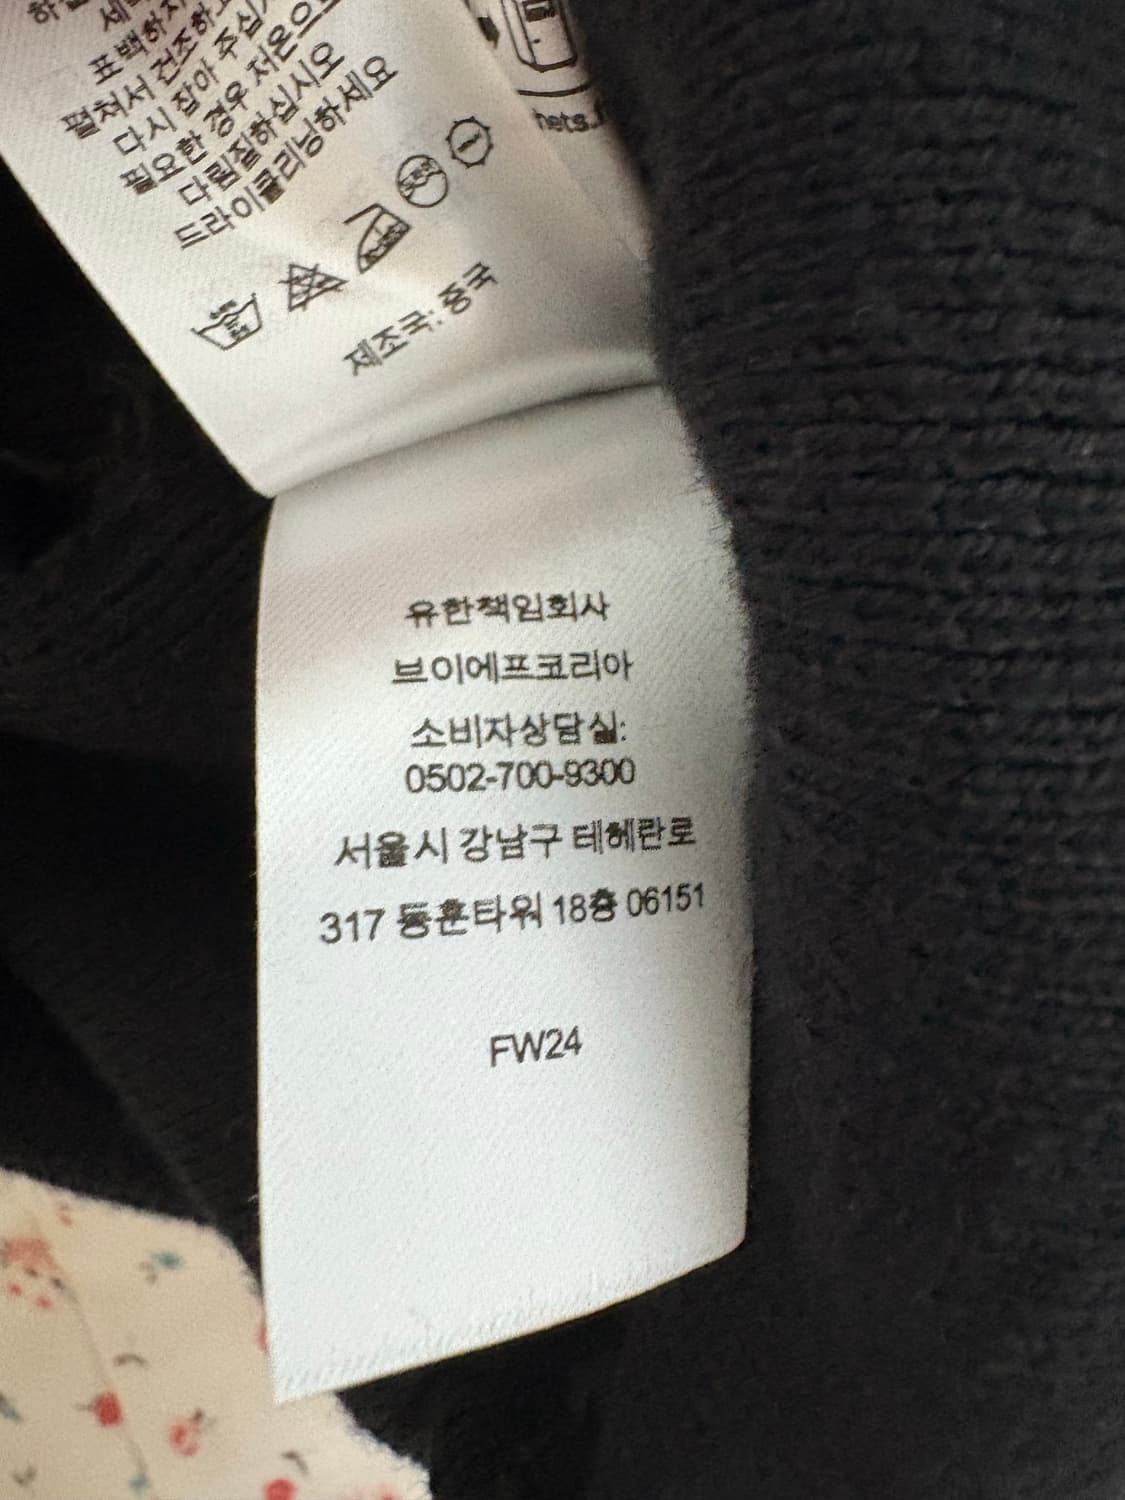 표백하지
펼쳐서 건조하고
다시 잡아 주십시
필요한 경우 저온으로
다림질하십시오
드라이클리닝하세요
제조국: 중국
유한책임회사
브이에프코리아
소비자상담실:
0502-700-9300
서울시 강남구 테헤란로
317 동훈타워 18층 06151
FW24